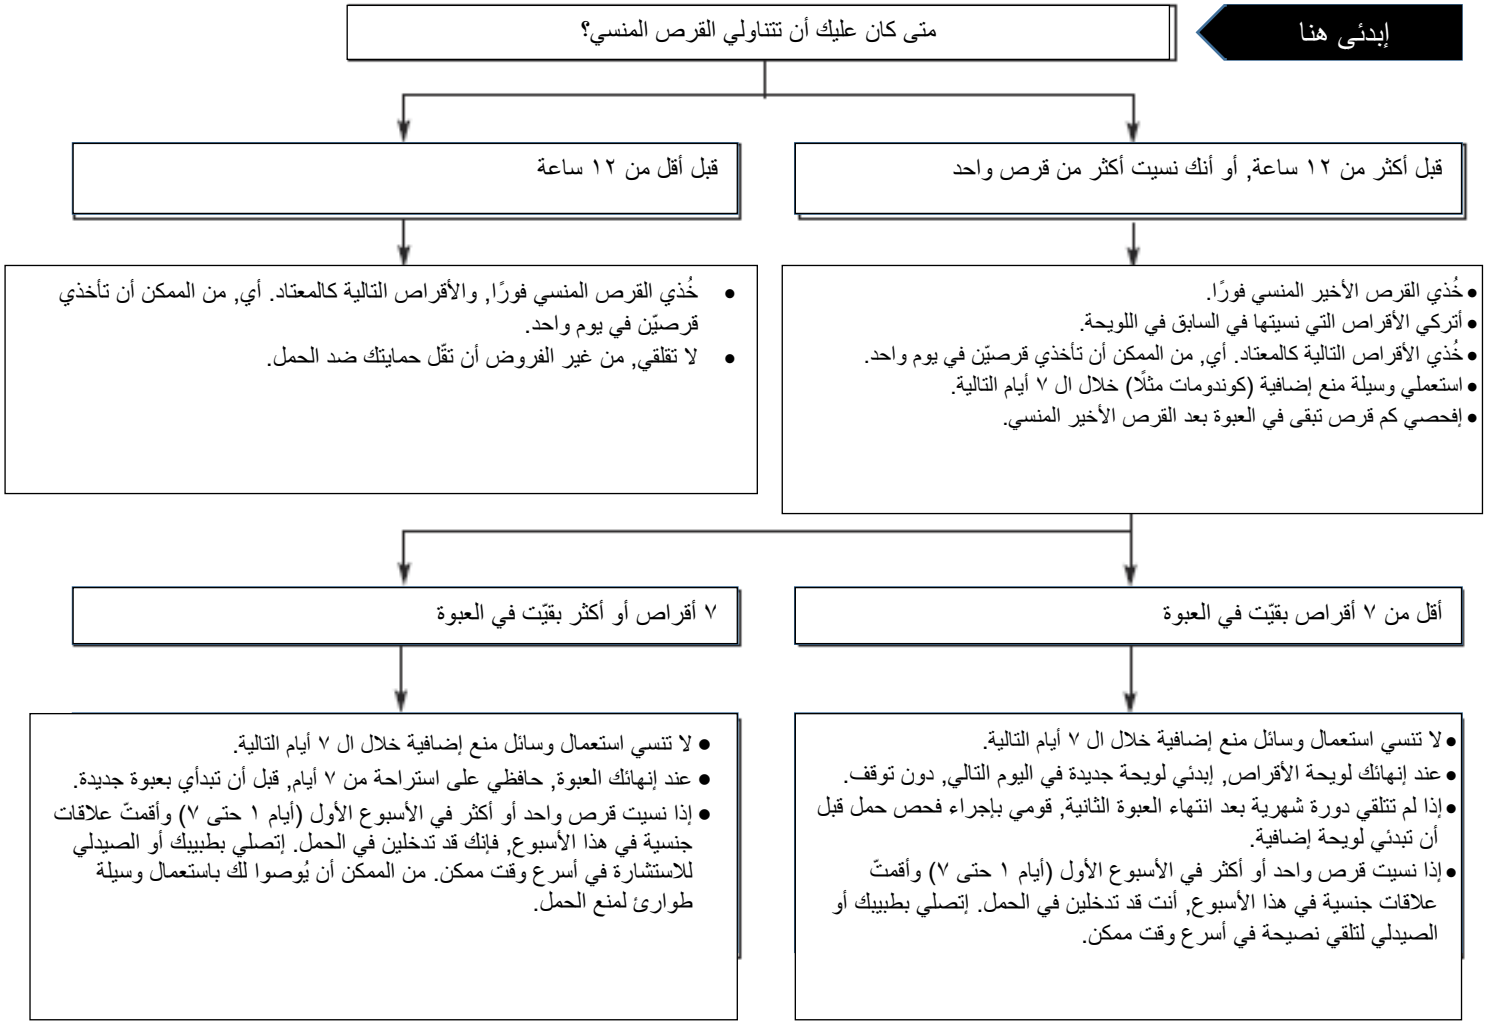 إبدئى هنا
متى كان عليك أن تتناولي القرص المنسي؟
قبل أكثر من ١٢ ساعة, أو أنك نسيت أكثر من قرص واحد
قبل أقل من ١٢ ساعة
• خُذي القرص الأخير المنسي فورًا.
• أتركي الأقراص التي نسيتها في السابق في اللويحة.
• خُذي الأقراص التالية كالمعتاد. أي, من الممكن أن تأخذي قرصيّن في يوم واحد.
• استعملي وسيلة منع إضافية (كوندومات مثلًا) خلال ال ٧ أيام التالية.
• إفحصي كم قرص تبقى في العبوة بعد القرص الأخير المنسي.
• خُذي القرص المنسي فورًا, والأقراص التالية كالمعتاد. أي, من الممكن أن تأخذي
قرصيّن في يوم واحد.
• لا تقلقي, من غير الفروض أن تقّل حمايتك ضد الحمل.
أقل من ٧ أقراص بقيّت في العبوة
٧ أقراص أو أكثر بقيّت في العبوة
• لا تنسي استعمال وسائل منع إضافية خلال ال ٧ أيام التالية.
• عند إنهائك لويحة الأقراص, إبدئي لويحة جديدة في اليوم التالي, دون توقف.
• إذا لم تتلقي دورة شهرية بعد انتهاء العبوة الثانية, قومي بإجراء فحص حمل قبل
أن تبدئي لويحة إضافية.
• إذا نسيت قرص واحد أو أكثر في الأسبوع الأول (أيام ١ حتى ٧) وأقمتّ
علاقات جنسية في هذا الأسبوع, أنت قد تدخلين في الحمل. إتصلي بطبيبك أو
الصيدلي لتلقي نصيحة في أسرع وقت ممكن.
• لا تنسي استعمال وسائل منع إضافية خلال ال ٧ أيام التالية.
• عند إنهائك العبوة, حافظي على استراحة من ٧ أيام, قبل أن تبدأي بعبوة جديدة.
• إذا نسيت قرص واحد أو أكثر في الأسبوع الأول (أيام ١ حتى ٧) وأقمتّ علاقات
جنسية في هذا الأسبوع, فإنك قد تدخلين في الحمل. إتصلي بطبيبك أو الصيدلي
للاستشارة في أسرع وقت ممكن. من الممكن أن يُوصوا لك باستعمال وسيلة
طوارئ لمنع الحمل.